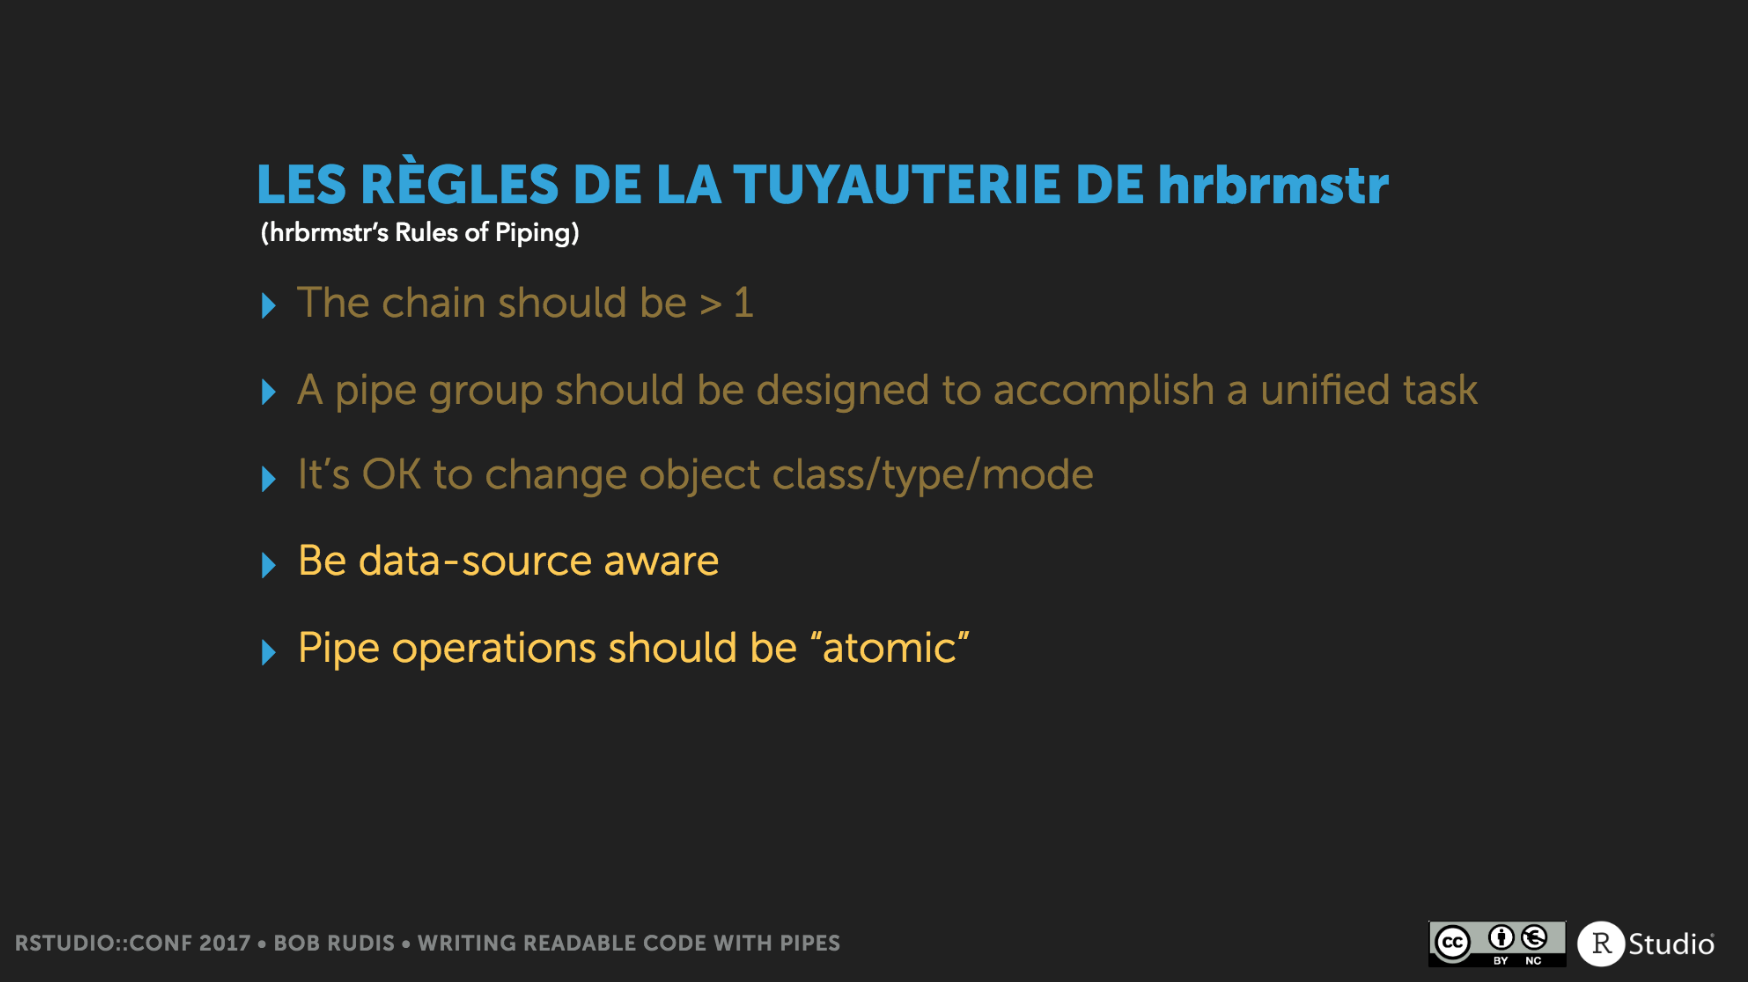 LES RÈGLES DE LA TUYAUTERIE DE hrbrmstr
(hrbrmstr’s Rules of Piping)
The chain should be > 1
A pipe group should be designed to accomplish a unified task
It’s OK to change object class/type/mode
Be data-source aware
Pipe operations should be “atomic”
RSTUDIO::CONF 2017 • BOB RUDIS • WRITING READABLE CODE WITH PIPES
cc BY NC
R Studio